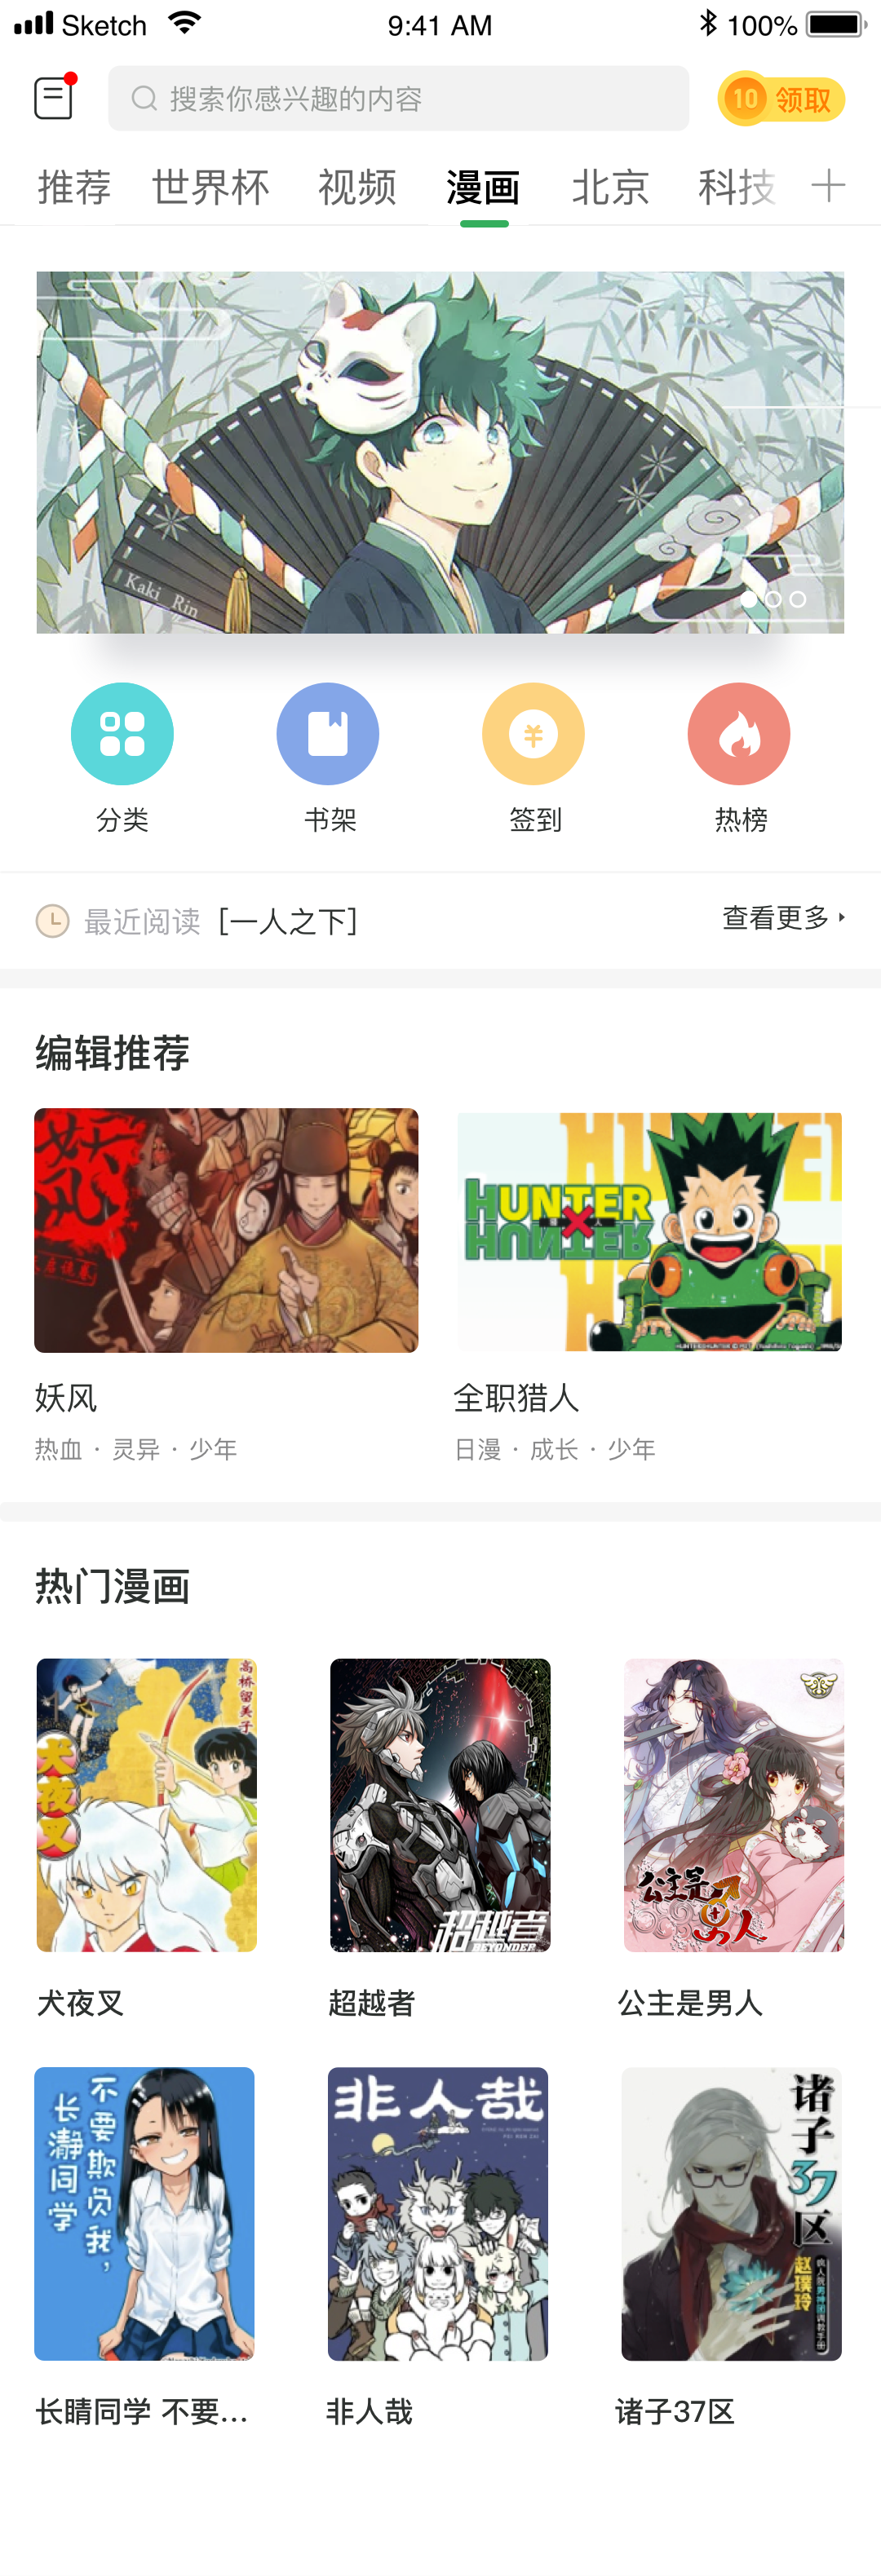 Sketch 9:41 AM 100%
搜索你感兴趣的内容 10 领取
推荐 世界杯 视频 漫画 北京 科技
Kaki Rin
分类 书架 签到 热榜
最近阅读 [一人之下] 查看更多
编辑推荐
妖风
HUNTER
HUNTER
妖风 全职猎人
热血 · 灵异 · 少年 日漫 · 成长 · 少年
热门漫画
高桥留美子
犬夜叉
超越者
BEYONDER
公主是男人
犬夜叉 超越者 公主是男人
不要欺负我,
长瀞同学
非人哉
诸子37区
赵璞玲
长睛同学 不要... 非人哉 诸子37区